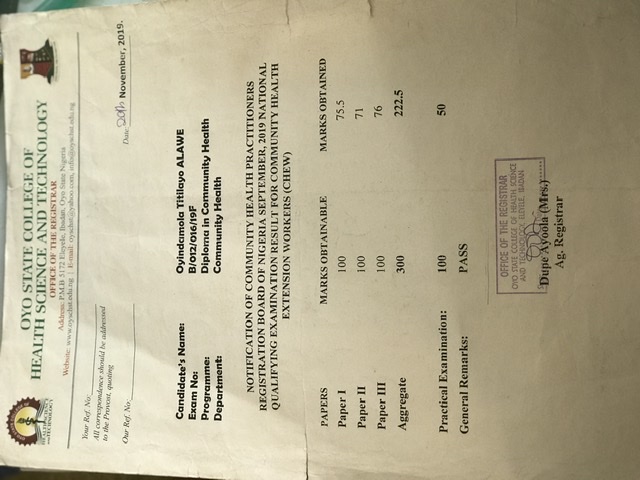 OYO STATE COLLEGE OF
HEALTH SCIENCE AND TECHNOLOGY
OFFICE OF THE REGISTRAR
Address: P.M.B 5172 Eleyele, Ibadan, Oyo State Nigeria
Website: www.oyschst.edu.ng | E-mail: oyschst@yahoo.com, info@oyschst.edu.ng
Your Ref. No:
All correspondence should be addressed
to the Provost, quoting
Our Ref. No:
Date: 20th November, 2019.
Candidate's Name: Oyindamola Titilayo ALAWE
Exam No: B/012/016/19F
Programme: Diploma in Community Health
Department: Community Health
NOTIFICATION OF COMMUNITY HEALTH PRACTITIONERS
REGISTRATION BOARD OF NIGERIA SEPTEMBER, 2019 NATIONAL
QUALIFYING EXAMINATION RESULT FOR COMMUNITY HEALTH
EXTENSION WORKERS (CHEW)
PAPERS MARKS OBTAINABLE MARKS OBTAINED
Paper I 100 75.5
Paper II 100 71
Paper III 100 76
Aggregate 300 222.5
Practical Examination: 100 50
General Remarks: PASS
OFFICE OF THE REGISTRAR
OYO STATE COLLEGE OF HEALTH SCIENCE
AND TECHNOLOGY, ELEYELE, IBADAN
Dupe Ayoola (Mrs.)
Ag. Registrar